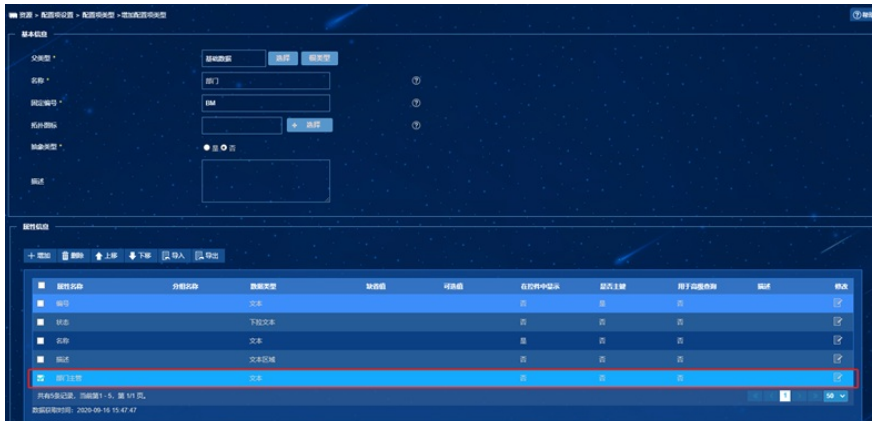 资源 > 配置项设置 > 配置项类型 >增加配置项类型
基本信息
父类型 * 基础数据 选择 根类型
名称 * 部门
固定编号 * BM
拓扑图标 + 选择
抽象类型 * 是 否
描述
属性信息
+ 增加 删除 上移 下移 导入 导出
属性名称 分组名称 数据类型 缺省值 可选值 在控件中显示 是否主键 用于高级查询 描述 修改
编号 文本 否 是 否
状态 下拉文本 否 否 否
名称 文本 是 否 否
描述 文本区域 否 否 否
部门主管 文本 否 否 否
共有5条记录, 当前第1 - 5, 第 1/1 页。 1 50
数据获取时间: 2020-09-16 15:47:47